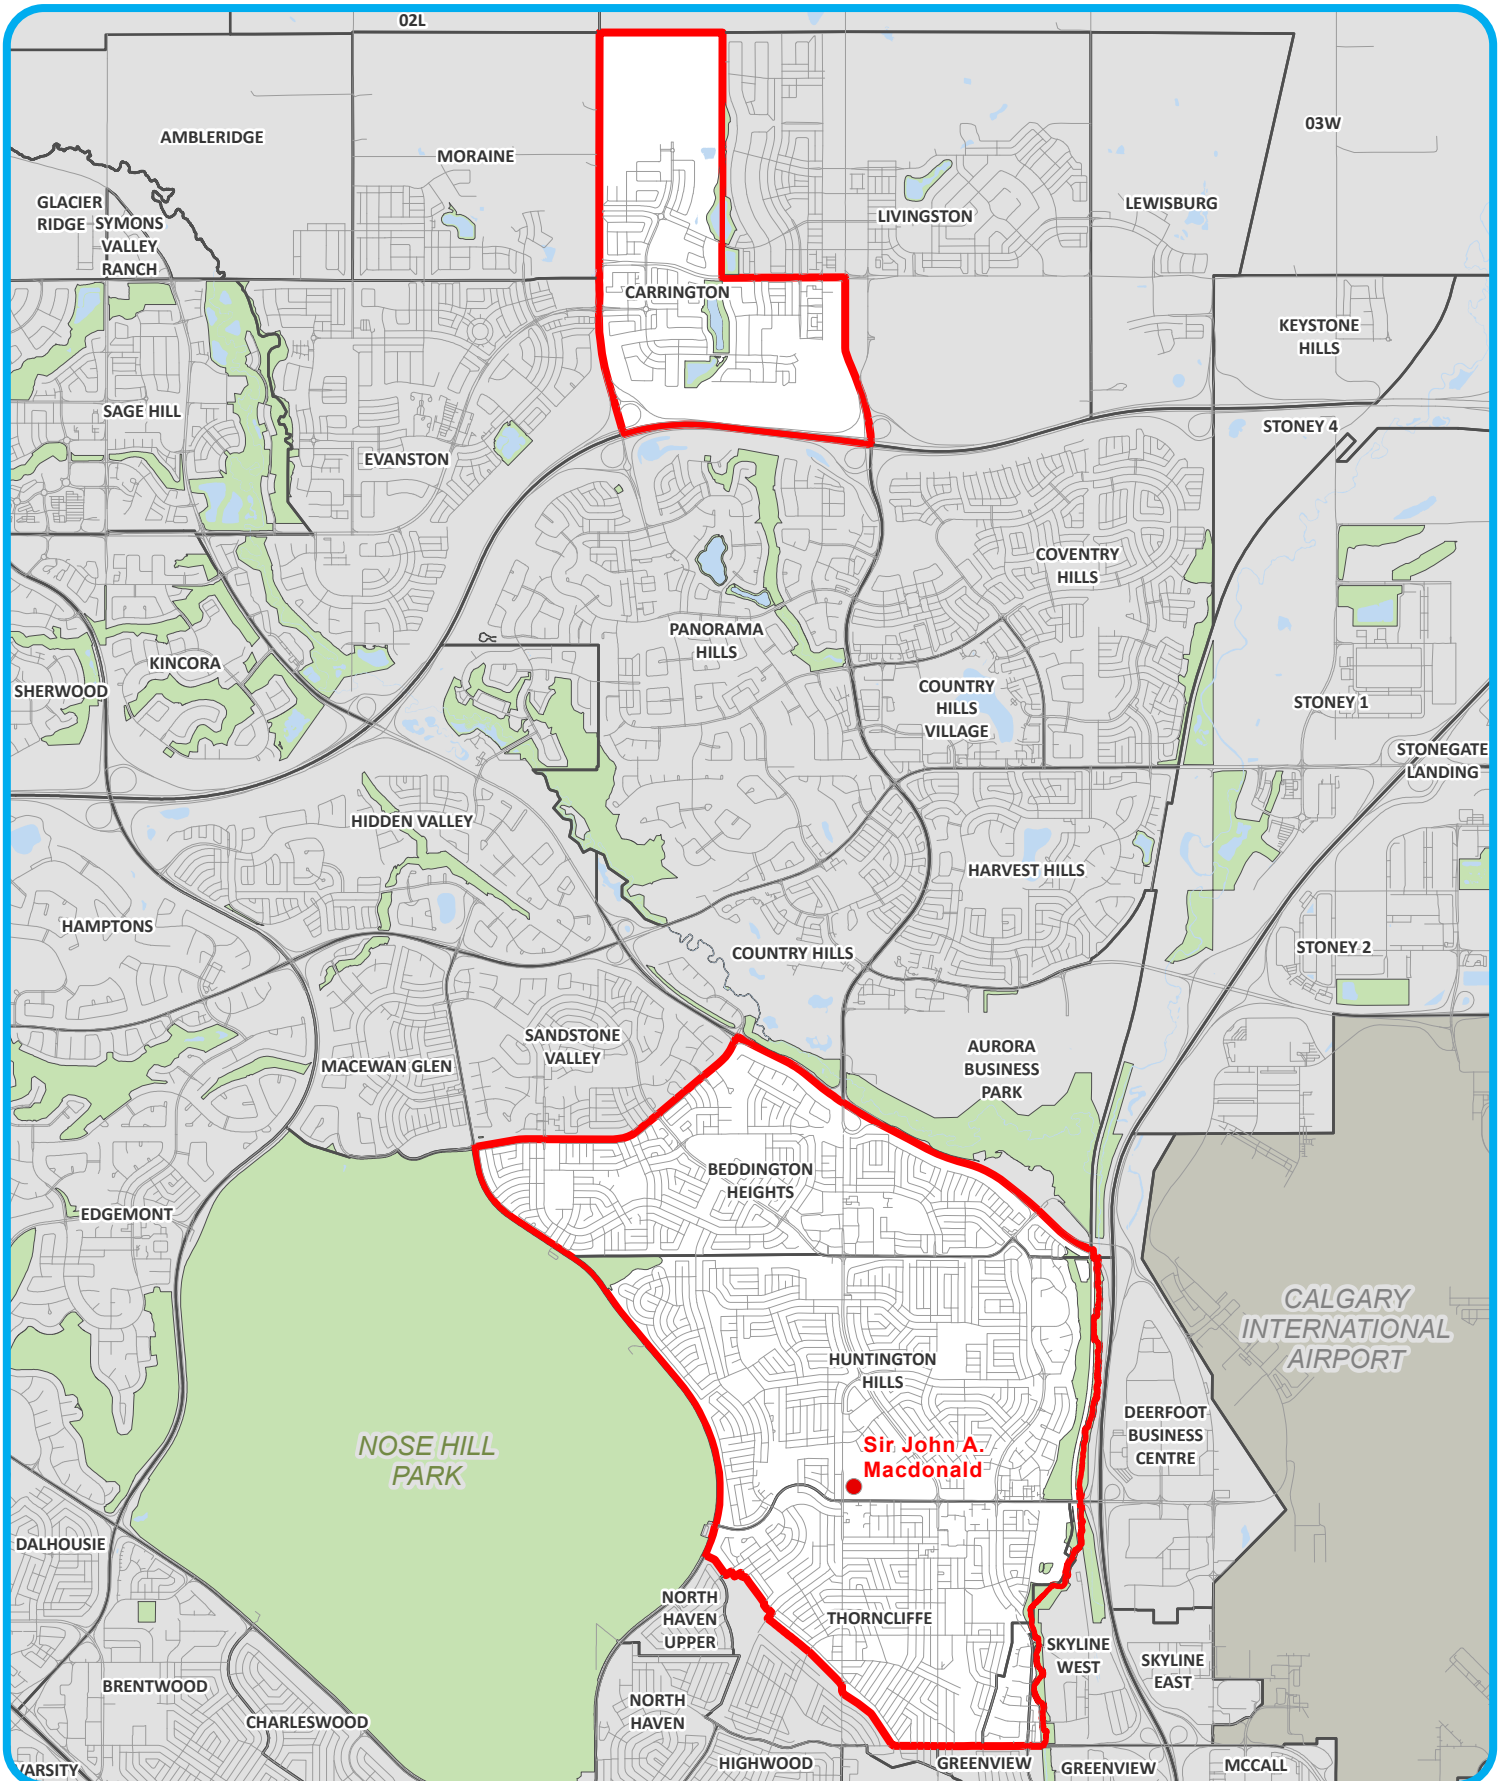 02L
AMBLERIDGE
MORAINE
03W
GLACIER
RIDGE
SYMONS
VALLEY
RANCH
LIVINGSTON
LEWISBURG
CARRINGTON
KEYSTONE
HILLS
SAGE HILL
EVANSTON
STONEY 4
COVENTRY
HILLS
PANORAMA
HILLS
KINCORA
SHERWOOD
COUNTRY
HILLS
VILLAGE
STONEY 1
STONEGATE
LANDING
HIDDEN VALLEY
HARVEST HILLS
HAMPTONS
COUNTRY HILLS
STONEY 2
SANDSTONE
VALLEY
MACEWAN GLEN
AURORA
BUSINESS
PARK
BEDDINGTON
HEIGHTS
EDGEMONT
CALGARY
INTERNATIONAL
AIRPORT
HUNTINGTON
HILLS
DEERFOOT
BUSINESS
CENTRE
NOSE HILL
PARK
Sir John A.
Macdonald
DALHOUSIE
NORTH
HAVEN
UPPER
THORNCLIFFE
SKYLINE
WEST
SKYLINE
EAST
BRENTWOOD
NORTH
HAVEN
CHARLESWOOD
VARSITY
HIGHWOOD
GREENVIEW
GREENVIEW
MCCALL